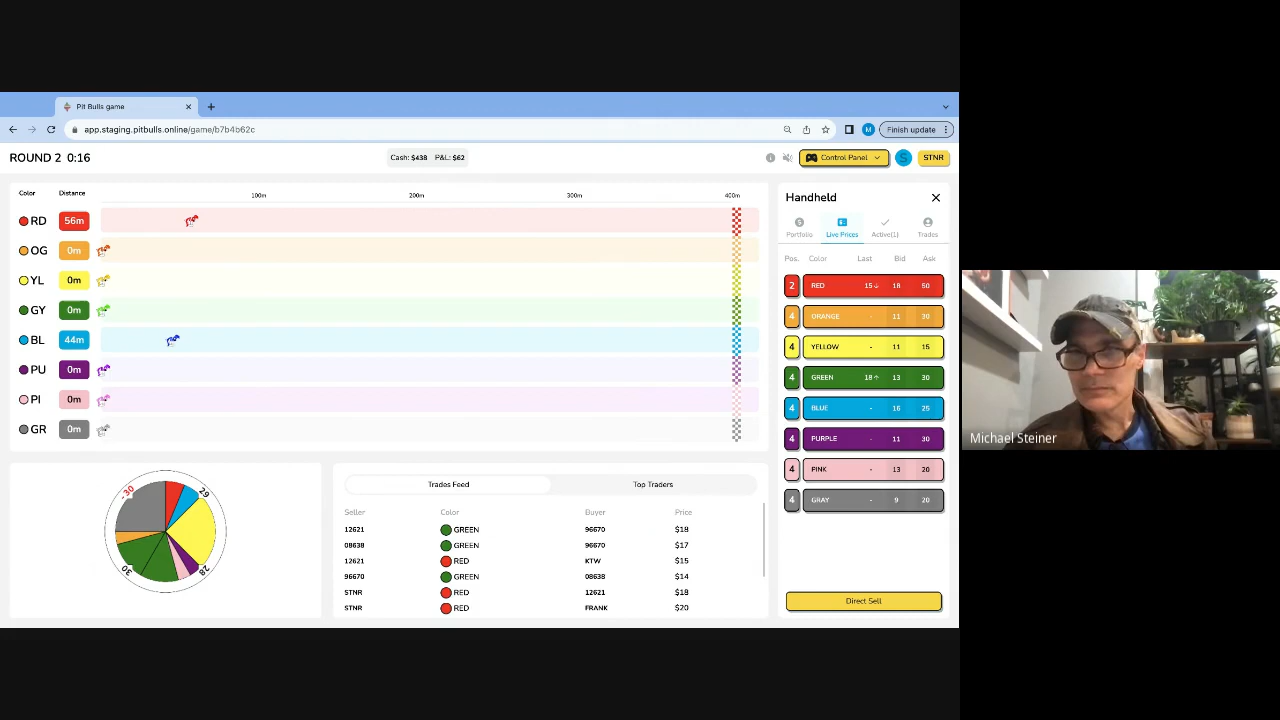 Pit Bulls game
app.staging.pitbulls.online/game/b7b4b62c
M
Finish update
ROUND 2 0:16
Cash: $438 P&L: $62
Control Panel
S
STNR
Color Distance 100m 200m 300m 400m
RD 56m
OG 0m
YL 0m
GY 0m
BL 44m
PU 0m
PI 0m
GR 0m
Handheld
Portfolio Live Prices Active(1) Trades
Pos. Color Last Bid Ask
2 RED 15↓ 18 50
4 ORANGE - 11 30
4 YELLOW - 11 15
4 GREEN 18↑ 13 30
4 BLUE - 16 25
4 PURPLE - 11 30
4 PINK - 13 20
4 GRAY - 9 20
Direct Sell
-30 29
30 28
Trades Feed Top Traders
Seller Color Buyer Price
12621 GREEN 96670 $18
08638 GREEN 96670 $17
12621 RED KTW $15
96670 GREEN 08638 $14
STNR RED 12621 $18
STNR RED FRANK $20
Michael Steiner